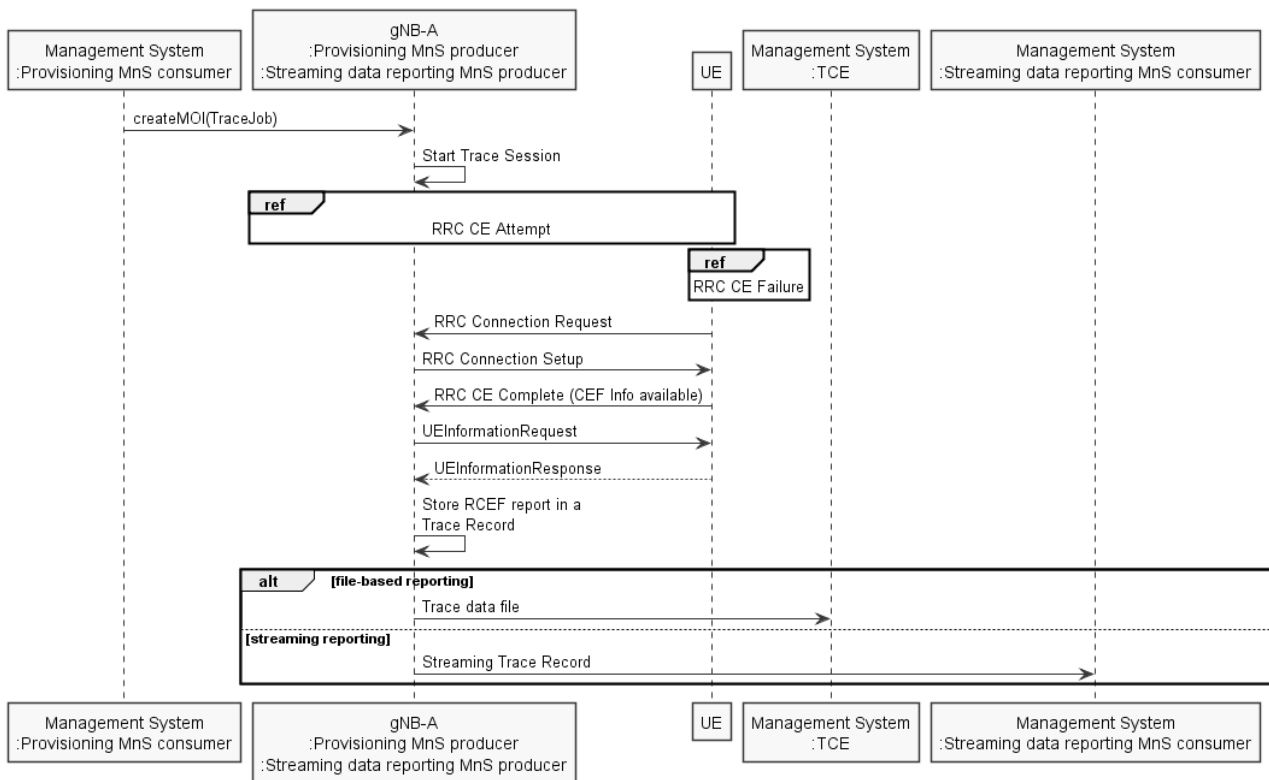 Management System
:Provisioning MnS consumer
gNB-A
:Provisioning MnS producer
:Streaming data reporting MnS producer
UE
Management System
:TCE
Management System
:Streaming data reporting MnS consumer
createMOI(TraceJob)
Start Trace Session
ref
RRC CE Attempt
ref
RRC CE Failure
RRC Connection Request
RRC Connection Setup
RRC CE Complete (CEF Info available)
UEInformationRequest
UEInformationResponse
Store RCEF report in a
Trace Record
alt [file-based reporting]
Trace data file
[streaming reporting]
Streaming Trace Record
Management System
:Provisioning MnS consumer
gNB-A
:Provisioning MnS producer
:Streaming data reporting MnS producer
UE
Management System
:TCE
Management System
:Streaming data reporting MnS consumer